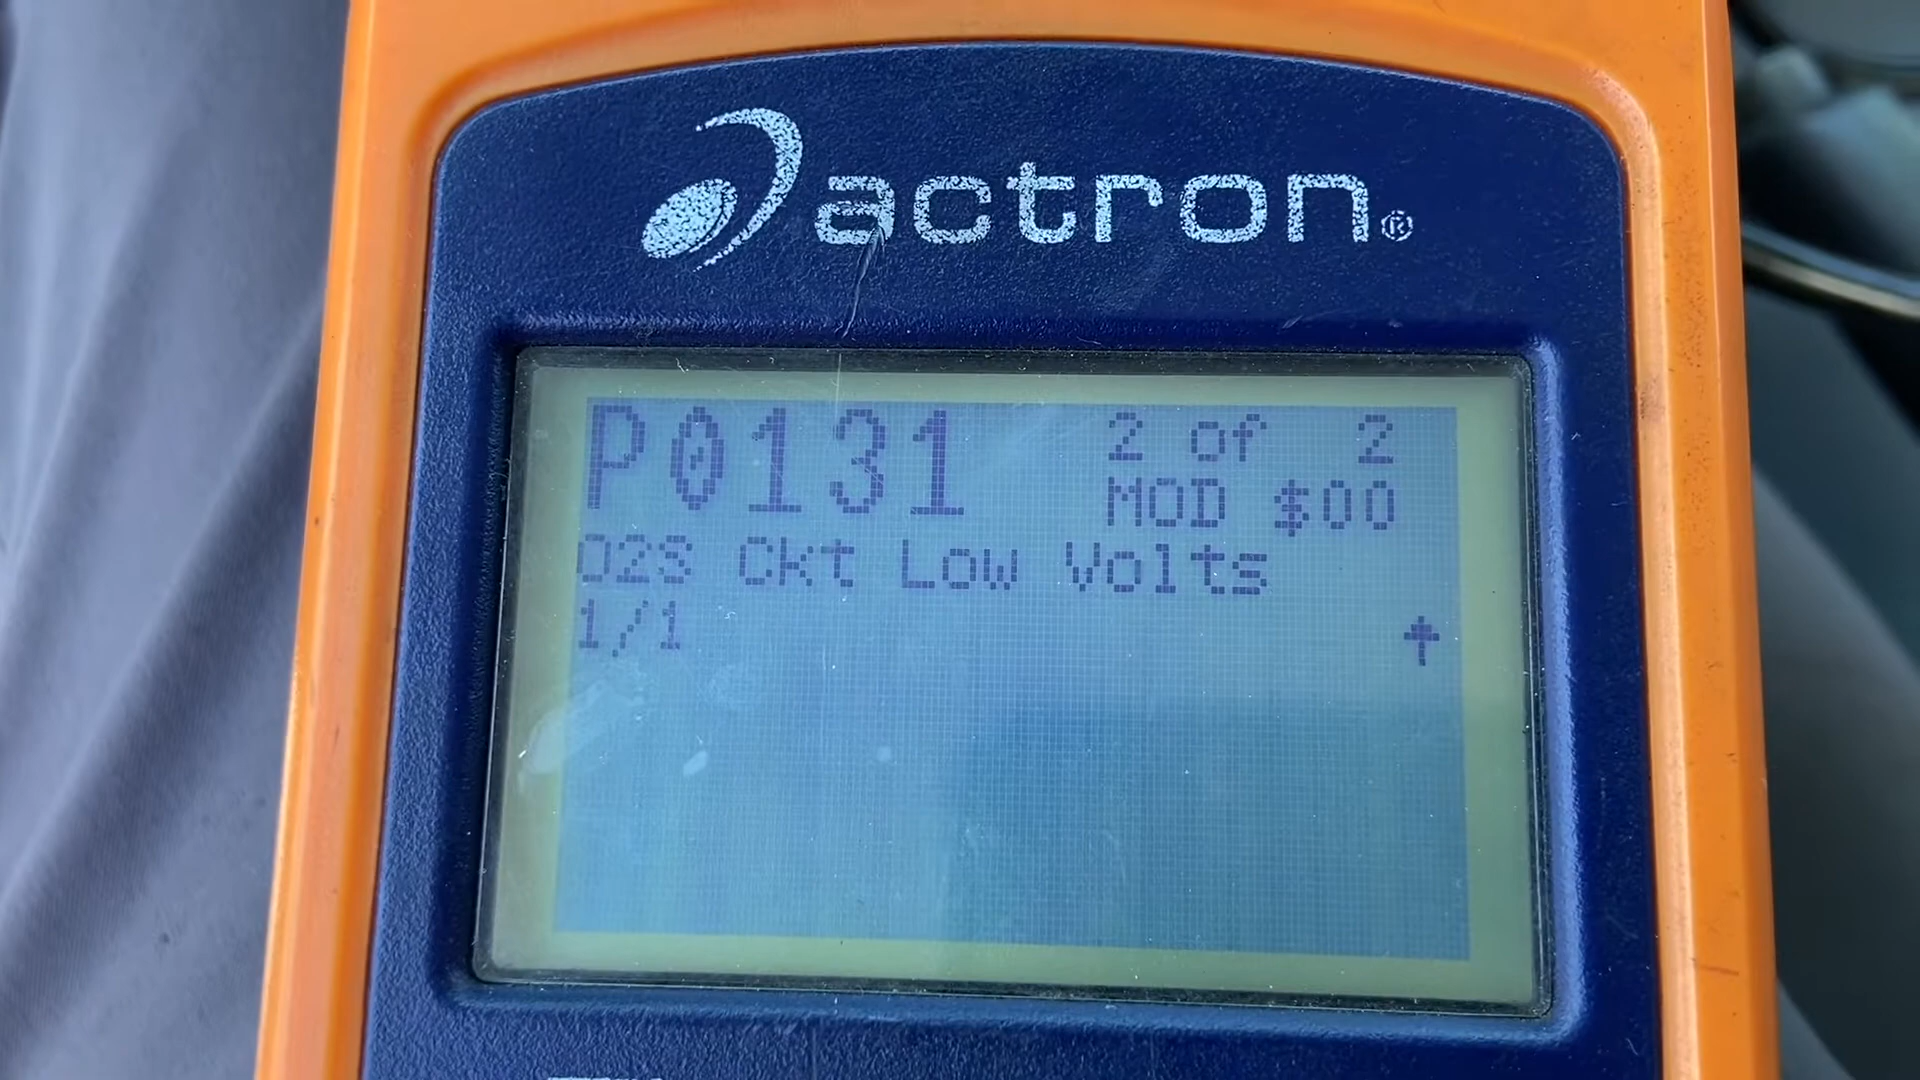 actron®
P0131 2 of 2
MOD $00
O2S Ckt Low Volts
1/1 ↑